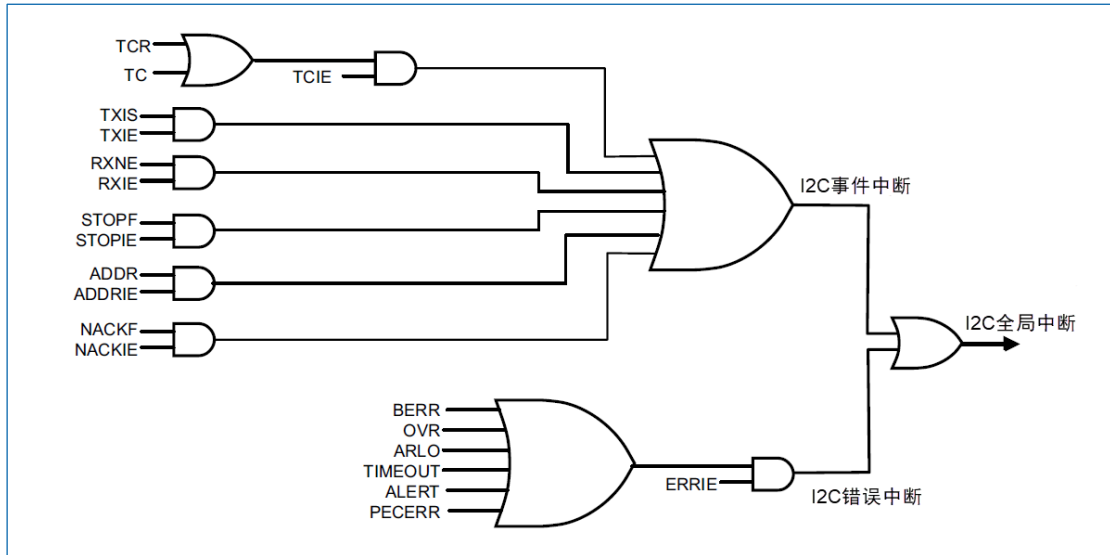 TCR
TC
TCIE
TXIS
TXIE
RXNE
RXIE
STOPF
STOPIE
ADDR
ADDRIE
NACKF
NACKIE
I2C事件中断
I2C全局中断
BERR
OVR
ARLO
TIMEOUT
ALERT
PECERR
ERRIE
I2C错误中断